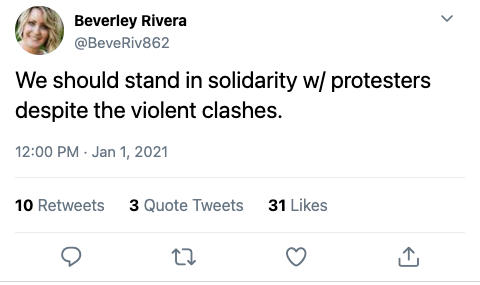 Beverley Rivera
@BeveRiv862
We should stand in solidarity w/ protesters
despite the violent clashes.
12:00 PM · Jan 1, 2021
10 Retweets 3 Quote Tweets 31 Likes